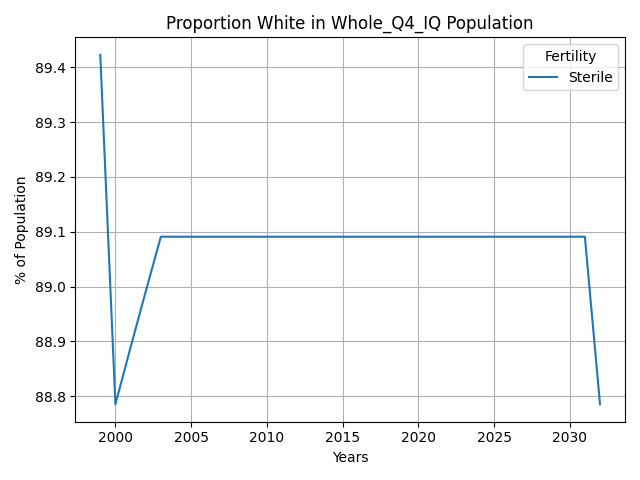 Proportion White in Whole_Q4_IQ Population
Fertility
Sterile
89.4
89.3
89.2
89.1
89.0
88.9
88.8
% of Population
2000 2005 2010 2015 2020 2025 2030
Years